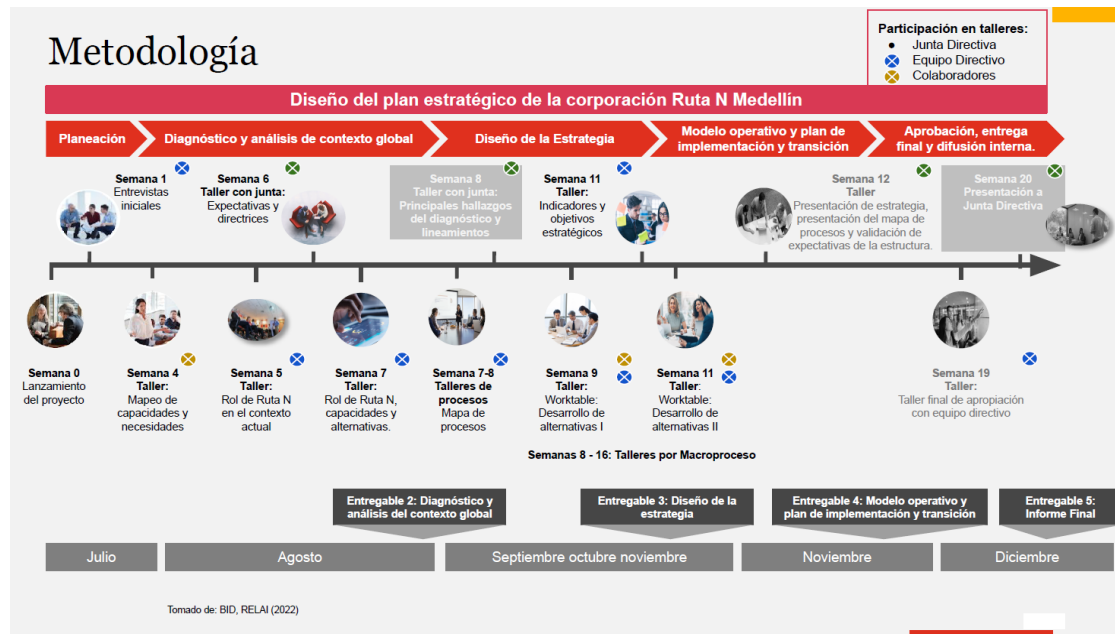 Metodología
Participación en talleres:
• Junta Directiva
Equipo Directivo
Colaboradores
Diseño del plan estratégico de la corporación Ruta N Medellín
Planeación
Diagnóstico y análisis de contexto global
Diseño de la Estrategia
Modelo operativo y plan de
implementación y transición
Aprobación, entrega
final y difusión interna.
Semana 1
Entrevistas
iniciales
Semana 6
Taller con junta:
Expectativas y
directrices
Semana 8
Taller con junta:
Principales hallazgos
del diagnóstico y
lineamientos
Semana 11
Taller:
Indicadores y
objetivos
estratégicos
Semana 12
Taller
Presentación de estrategia,
presentación del mapa de
procesos y validación de
expectativas de la estructura.
Semana 20
Presentación a
Junta Directiva
Semana 0
Lanzamiento
del proyecto
Semana 4
Taller:
Mapeo de
capacidades y
necesidades
Semana 5
Taller:
Rol de Ruta N
en el contexto
actual
Semana 7
Taller:
Rol de Ruta N,
capacidades y
alternativas.
Semana 7-8
Talleres de
procesos
Mapa de
procesos
Semana 9
Taller:
Worktable:
Desarrollo de
alternativas I
Semana 11
Taller:
Worktable:
Desarrollo de
alternativas II
Semana 19
Taller:
Taller final de apropiación
con equipo directivo
Semanas 8 - 16: Talleres por Macroproceso
Entregable 2: Diagnóstico y
análisis del contexto global
Entregable 3: Diseño de la
estrategia
Entregable 4: Modelo operativo y
plan de implementación y transición
Entregable 5:
Informe Final
Julio
Agosto
Septiembre octubre noviembre
Noviembre
Diciembre
Tomado de: BID, RELAI (2022)